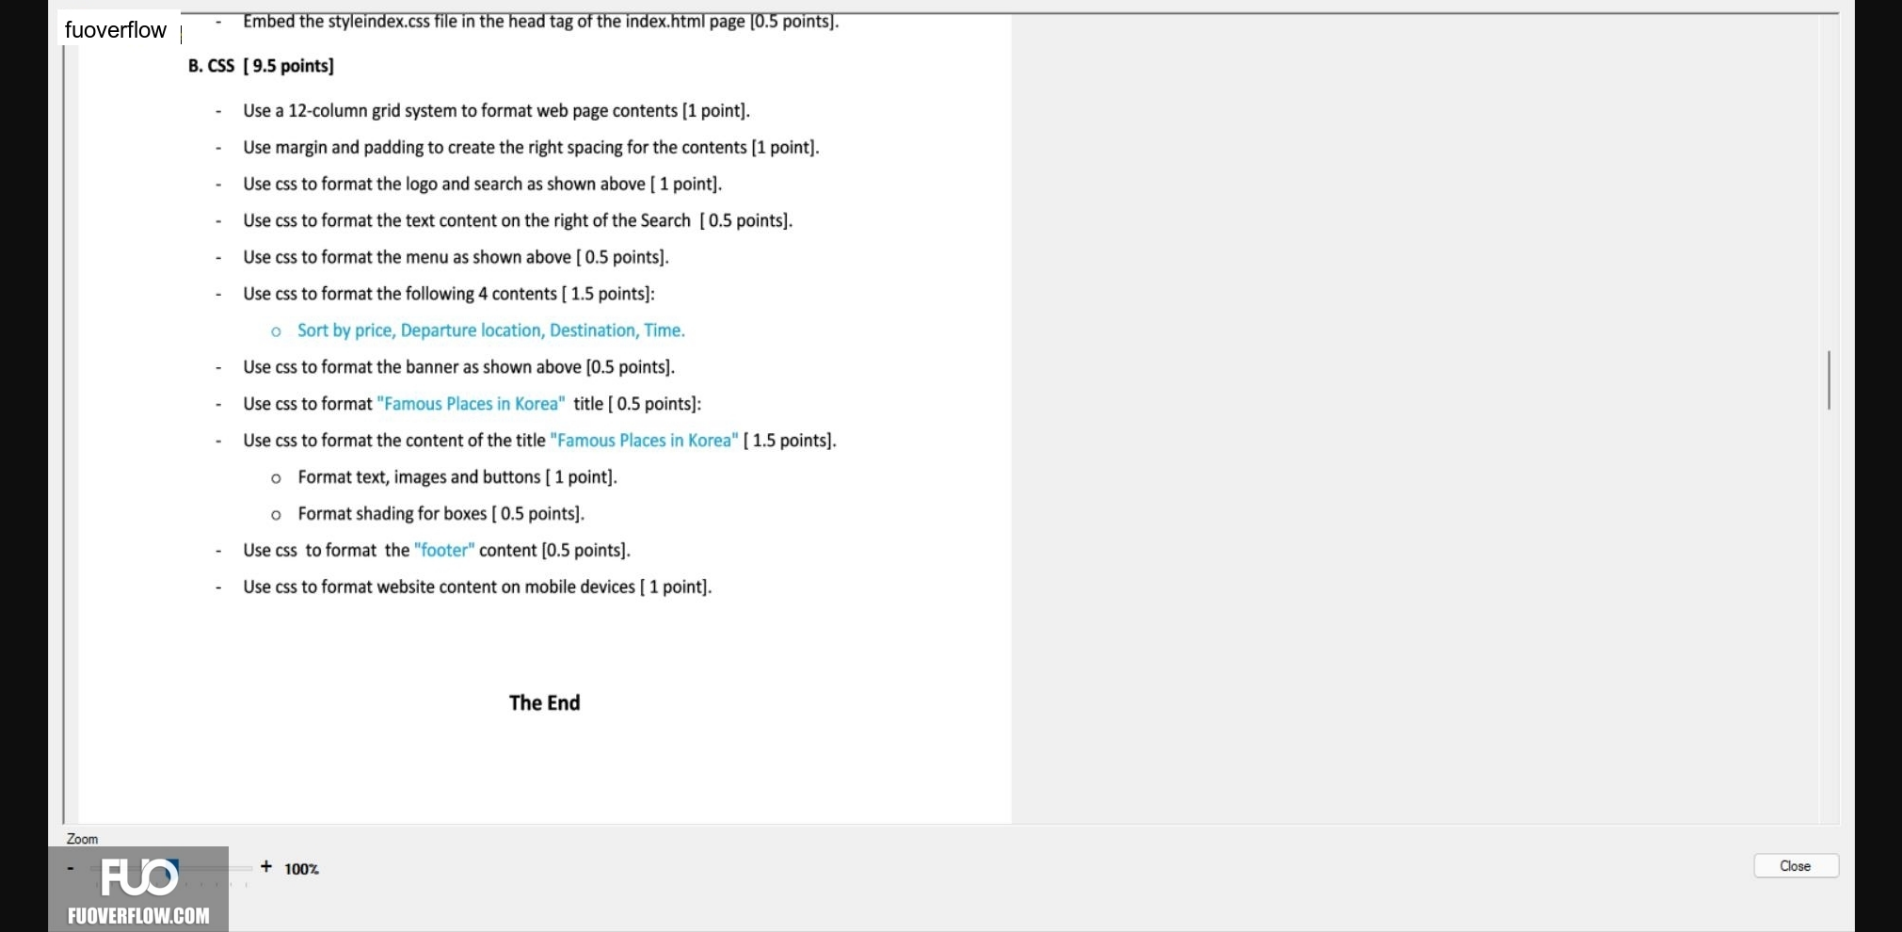 fuoverflow
- Embed the styleindex.css file in the head tag of the index.html page [0.5 points].
B. CSS [ 9.5 points]
- Use a 12-column grid system to format web page contents [1 point].
- Use margin and padding to create the right spacing for the contents [1 point].
- Use css to format the logo and search as shown above [ 1 point].
- Use css to format the text content on the right of the Search [ 0.5 points].
- Use css to format the menu as shown above [ 0.5 points].
- Use css to format the following 4 contents [ 1.5 points]:
o Sort by price, Departure location, Destination, Time.
- Use css to format the banner as shown above [0.5 points].
- Use css to format "Famous Places in Korea" title [ 0.5 points]:
- Use css to format the content of the title "Famous Places in Korea" [ 1.5 points].
o Format text, images and buttons [ 1 point].
o Format shading for boxes [ 0.5 points].
- Use css to format the "footer" content [0.5 points].
- Use css to format website content on mobile devices [ 1 point].
The End
Zoom
- + 100%
Close
FUO
FUOVERFLOW.COM